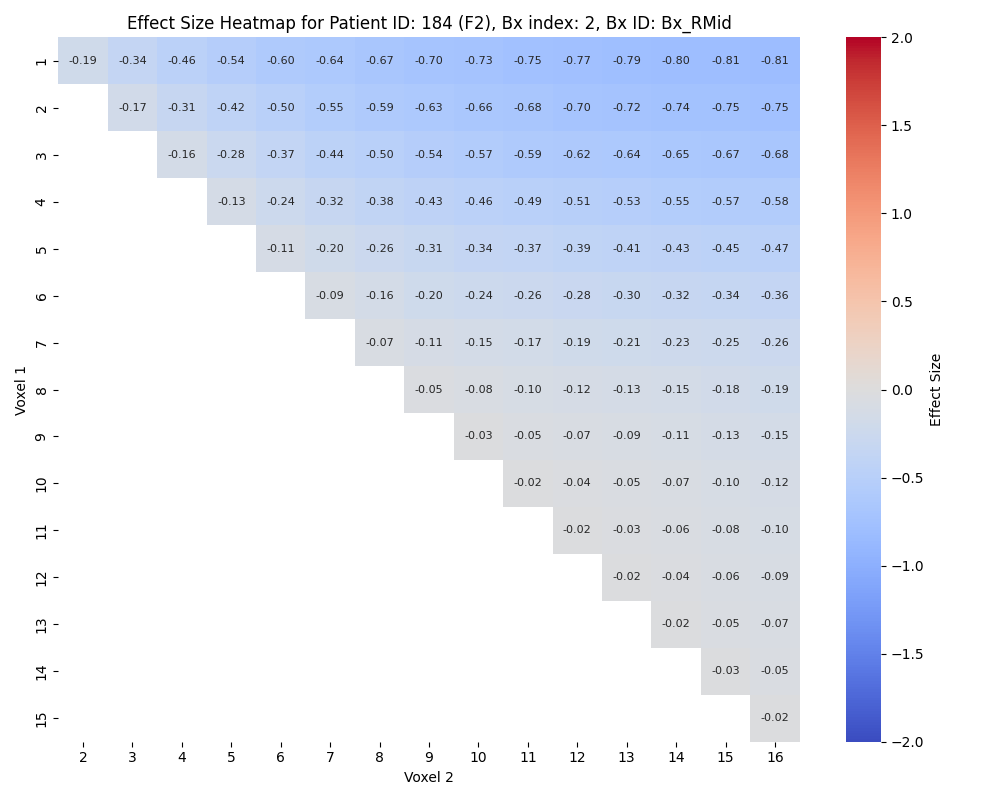 Effect Size Heatmap for Patient ID: 184 (F2), Bx index: 2, Bx ID: Bx_RMid
1 -0.19 -0.34 -0.46 -0.54 -0.60 -0.64 -0.67 -0.70 -0.73 -0.75 -0.77 -0.79 -0.80 -0.81 -0.81
2 -0.17 -0.31 -0.42 -0.50 -0.55 -0.59 -0.63 -0.66 -0.68 -0.70 -0.72 -0.74 -0.75 -0.75
3 -0.16 -0.28 -0.37 -0.44 -0.50 -0.54 -0.57 -0.59 -0.62 -0.64 -0.65 -0.67 -0.68
4 -0.13 -0.24 -0.32 -0.38 -0.43 -0.46 -0.49 -0.51 -0.53 -0.55 -0.57 -0.58
5 -0.11 -0.20 -0.26 -0.31 -0.34 -0.37 -0.39 -0.41 -0.43 -0.45 -0.47
6 -0.09 -0.16 -0.20 -0.24 -0.26 -0.28 -0.30 -0.32 -0.34 -0.36
7 -0.07 -0.11 -0.15 -0.17 -0.19 -0.21 -0.23 -0.25 -0.26
8 -0.05 -0.08 -0.10 -0.12 -0.13 -0.15 -0.18 -0.19
9 -0.03 -0.05 -0.07 -0.09 -0.11 -0.13 -0.15
10 -0.02 -0.04 -0.05 -0.07 -0.10 -0.12
11 -0.02 -0.03 -0.06 -0.08 -0.10
12 -0.02 -0.04 -0.06 -0.09
13 -0.02 -0.05 -0.07
14 -0.03 -0.05
15 -0.02
2 3 4 5 6 7 8 9 10 11 12 13 14 15 16
Voxel 2
Voxel 1
2.0
1.5
1.0
0.5
0.0
−0.5
−1.0
−1.5
−2.0
Effect Size